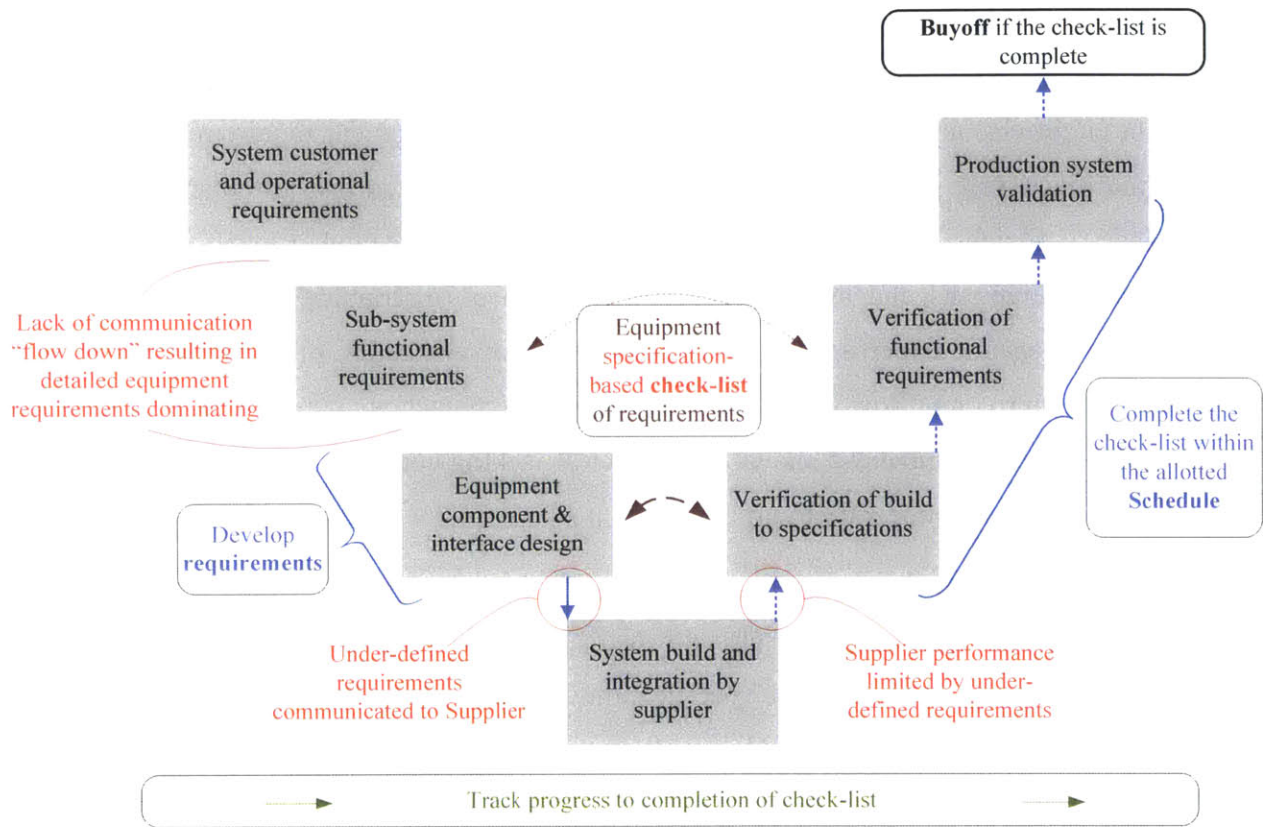 Buyoff if the check-list is
complete
System customer
and operational
requirements
Production system
validation
Lack of communication
“flow down” resulting in
detailed equipment
requirements dominating
Sub-system
functional
requirements
Equipment
specification-
based check-list
of requirements
Verification of
functional
requirements
Complete the
check-list within
the allotted
Schedule
Develop
requirements
Equipment
component &
interface design
Verification of build
to specifications
Under-defined
requirements
communicated to Supplier
System build and
integration by
supplier
Supplier performance
limited by under-
defined requirements
Track progress to completion of check-list